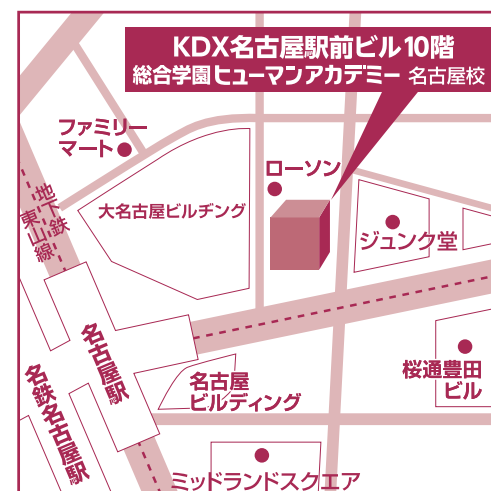 KDX名古屋駅前ビル10階
総合学園ヒューマンアカデミー 名古屋校
ファミリー
マート
ローソン
地下鉄
東山線
大名古屋ビルヂング
ジュンク堂
名古屋駅
名鉄名古屋駅
名古屋
ビルディング
桜通豊田
ビル
ミッドランドスクエア